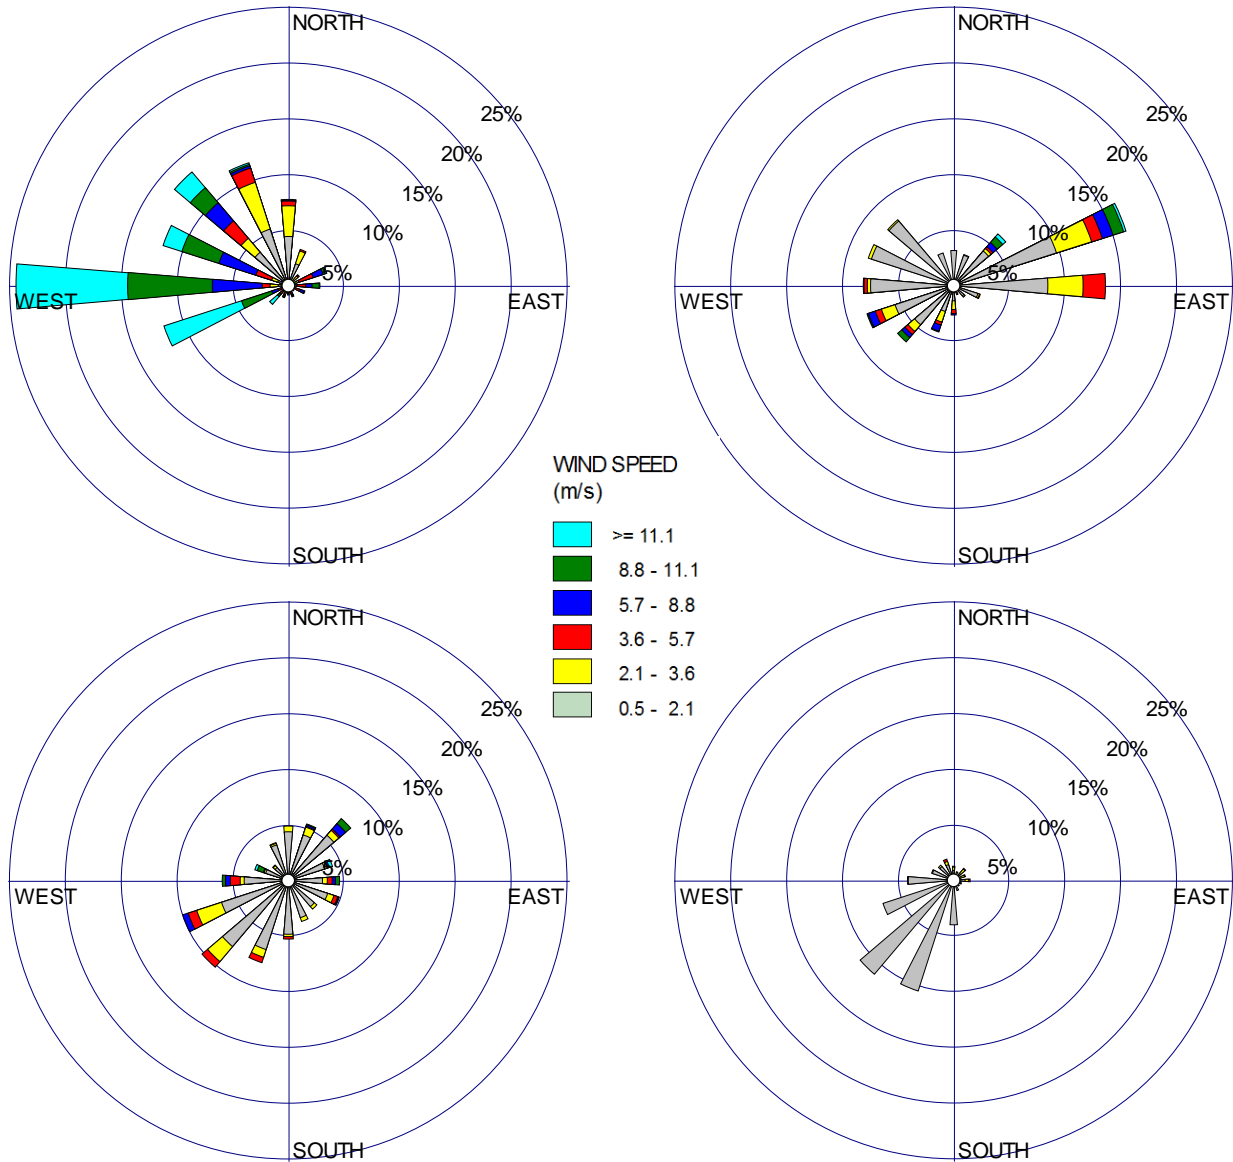 NORTH
25%
20%
15%
10%
5%
WEST
EAST
SOUTH
NORTH
25%
20%
15%
10%
5%
WEST
EAST
SOUTH
WIND SPEED
(m/s)
>= 11.1
8.8 - 11.1
5.7 - 8.8
3.6 - 5.7
2.1 - 3.6
0.5 - 2.1
NORTH
25%
20%
15%
10%
5%
WEST
EAST
SOUTH
NORTH
25%
20%
15%
10%
5%
WEST
EAST
SOUTH